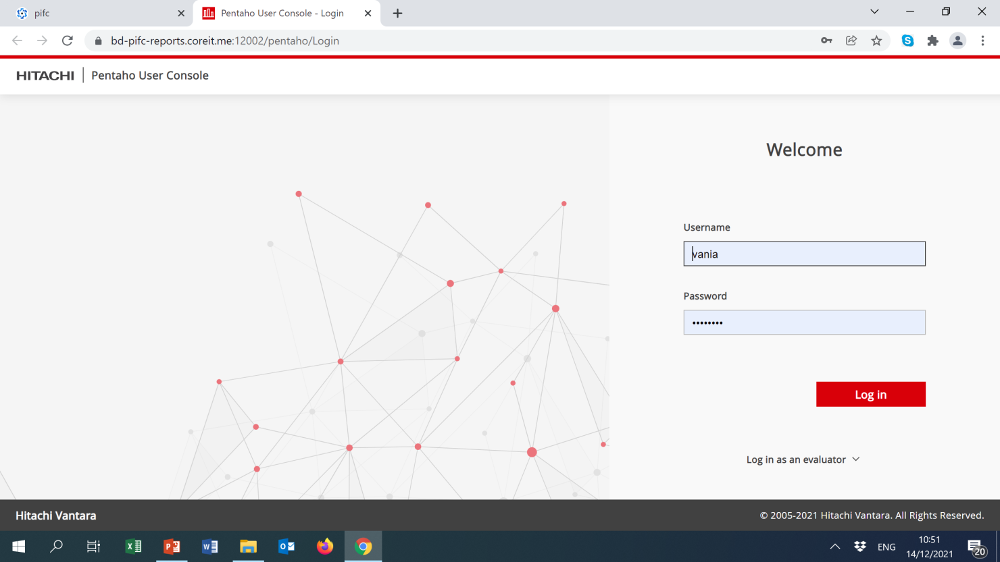 pifc
Pentaho User Console - Login
bd-pifc-reports.coreit.me:12002/pentaho/Login
HITACHI
Pentaho User Console
Welcome
Username
vania
Password
••••••••
Log in
Log in as an evaluator
Hitachi Vantara
© 2005-2021 Hitachi Vantara. All Rights Reserved.
ENG
10:51
14/12/2021
20